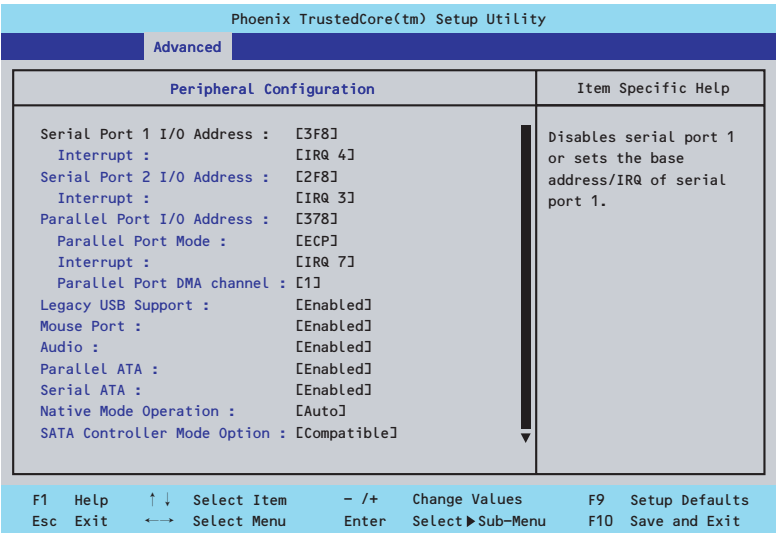 Phoenix TrustedCore(tm) Setup Utility
Advanced
Peripheral Configuration
Item Specific Help
Serial Port 1 I/O Address : [3F8]
Interrupt : [IRQ 4]
Serial Port 2 I/O Address : [2F8]
Interrupt : [IRQ 3]
Parallel Port I/O Address : [378]
Parallel Port Mode : [ECP]
Interrupt : [IRQ 7]
Parallel Port DMA channel : [1]
Legacy USB Support : [Enabled]
Mouse Port : [Enabled]
Audio : [Enabled]
Parallel ATA : [Enabled]
Serial ATA : [Enabled]
Native Mode Operation : [Auto]
SATA Controller Mode Option : [Compatible]
Disables serial port 1
or sets the base
address/IRQ of serial
port 1.
F1 Help ↑↓ Select Item - /+ Change Values F9 Setup Defaults
Esc Exit ←→ Select Menu Enter Select▶Sub-Menu F10 Save and Exit